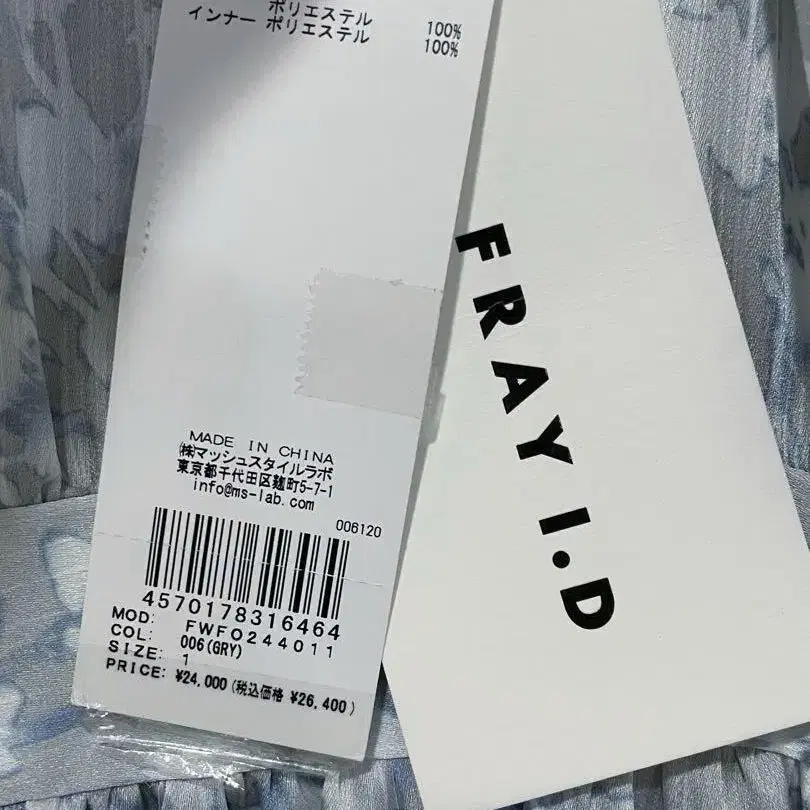 ポリエステル 100%
インナー ポリエステル 100%
MADE IN CHINA
㈱マッシュスタイルラボ
東京都千代田区麹町5-7-1
info@ms-lab.com
006120
4570178316464
MOD: FWFO244011
COL: 006(GRY)
SIZE: 1
PRICE: ¥24,000(税込価格 ¥26,400)
FRAY I.D